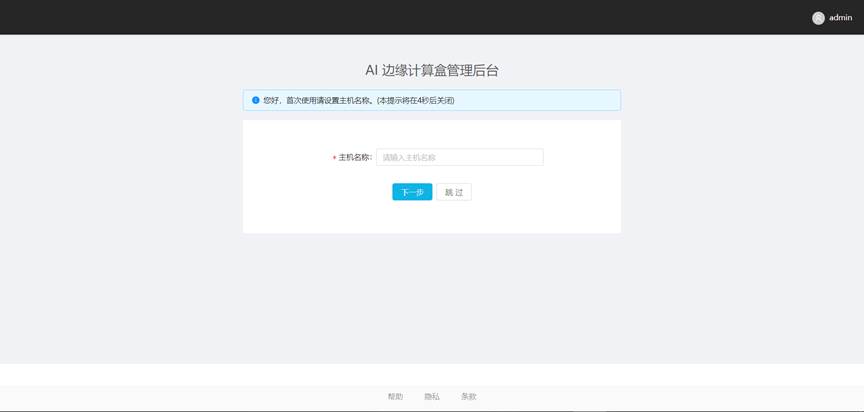 admin
AI 边缘计算盒管理后台
您好，首次使用请设置主机名称。(本提示将在4秒后关闭)
* 主机名称: 请输入主机名称
下一步 跳 过
帮助 隐私 条款